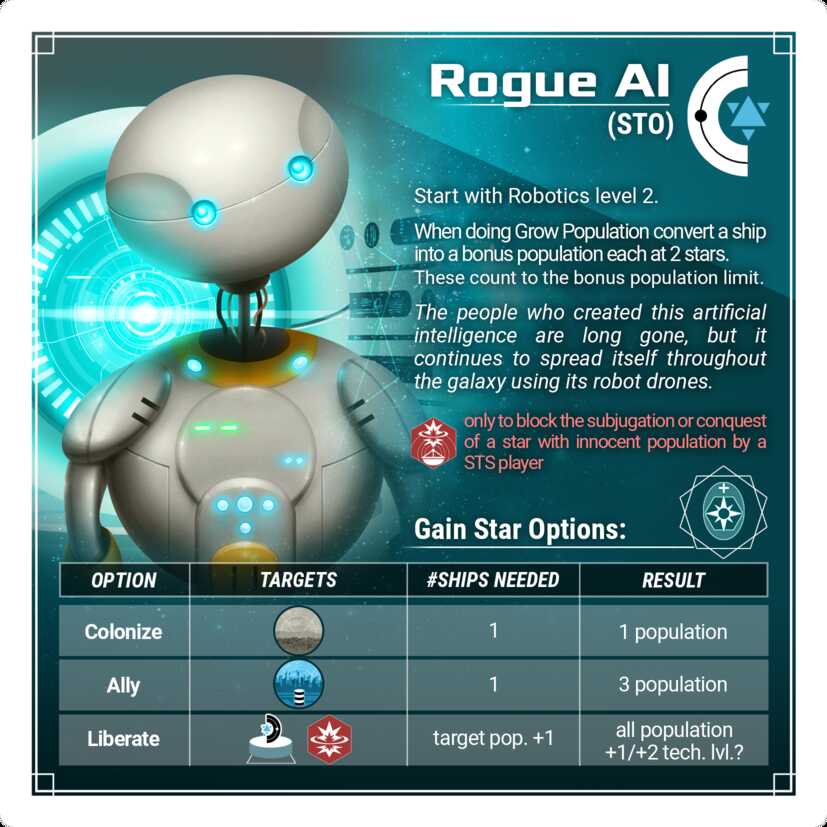 Rogue AI
(STO)
Start with Robotics level 2.
When doing Grow Population convert a ship
into a bonus population each at 2 stars.
These count to the bonus population limit.
The people who created this artificial
intelligence are long gone, but it
continues to spread itself throughout
the galaxy using its robot drones.
only to block the subjugation or conquest
of a star with innocent population by a
STS player
Gain Star Options:
OPTION TARGETS #SHIPS NEEDED RESULT
Colonize 1 1 population
Ally 1 3 population
Liberate target pop. +1 all population
+1/+2 tech. lvl.?